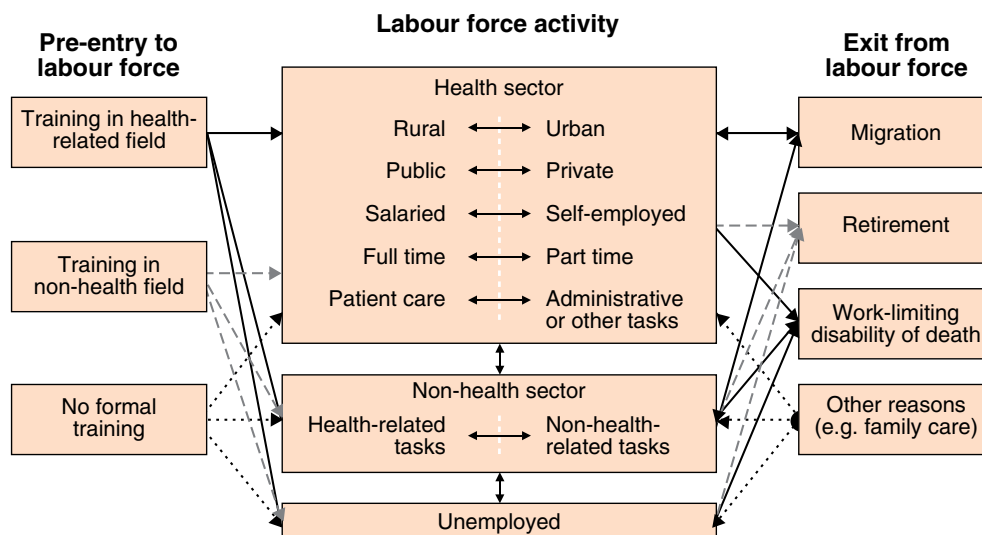 Pre-entry to
labour force
Labour force activity
Exit from
labour force
Training in health-
related field
Training in
non-health field
No formal
training
Health sector
Rural Urban
Public Private
Salaried Self-employed
Full time Part time
Patient care Administrative
or other tasks
Non-health sector
Health-related
tasks
Non-health-
related tasks
Unemployed
Migration
Retirement
Work-limiting
disability of death
Other reasons
(e.g. family care)